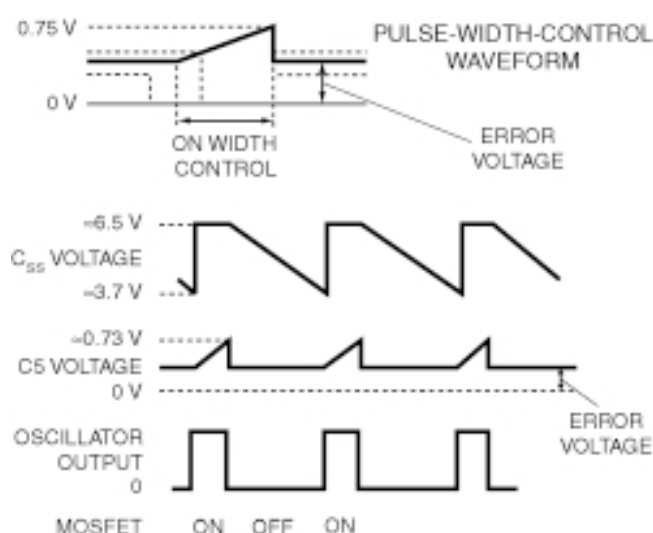 0.75 V
PULSE-WIDTH-CONTROL
WAVEFORM
0 V
ON WIDTH
CONTROL
ERROR
VOLTAGE
≈6.5 V
CSS VOLTAGE
≈3.7 V
≈0.73 V
C5 VOLTAGE
0 V
ERROR
VOLTAGE
OSCILLATOR
OUTPUT
0
MOSFET ON OFF ON